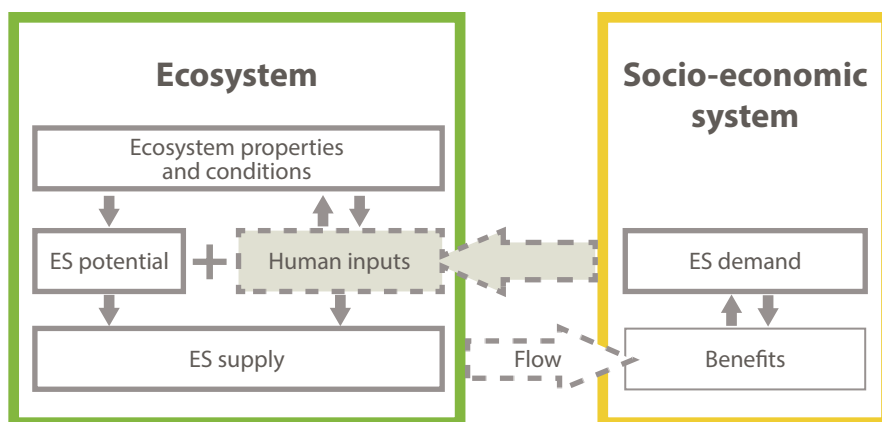 Ecosystem
Ecosystem properties
and conditions
ES potential
+
Human inputs
ES supply
Flow
Socio-economic
system
ES demand
Benefits